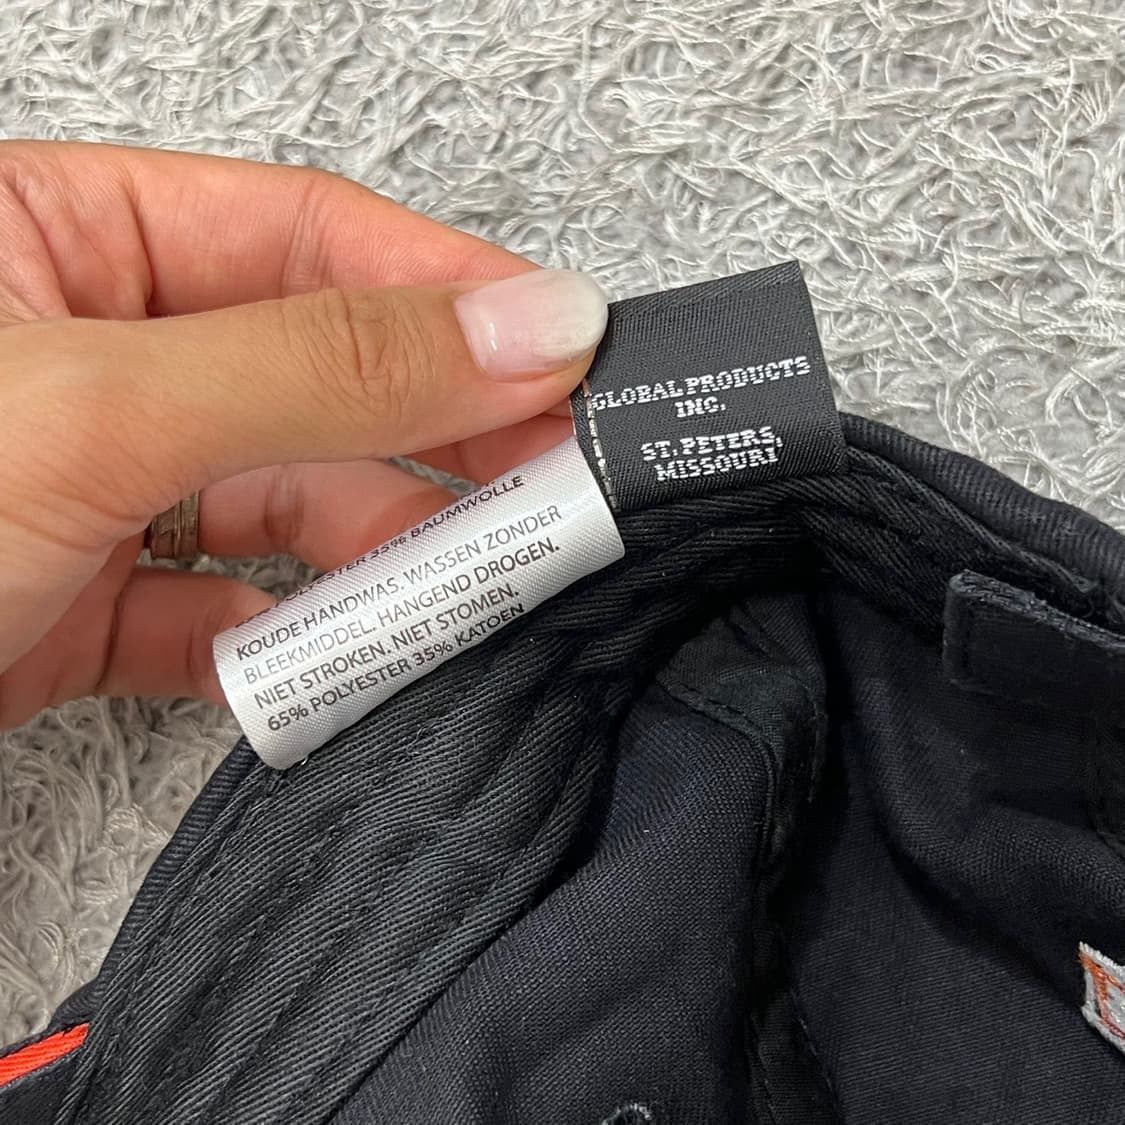 GLOBAL PRODUCTS
INC.
ST. PETERS,
MISSOURI
POLYESTER 35% BAUMWOLLE
KOUDE HANDWAS. WASSEN ZONDER
BLEEKMIDDEL. HANGEND DROGEN.
NIET STROKEN. NIET STOMEN.
65% POLYESTER 35% KATOEN